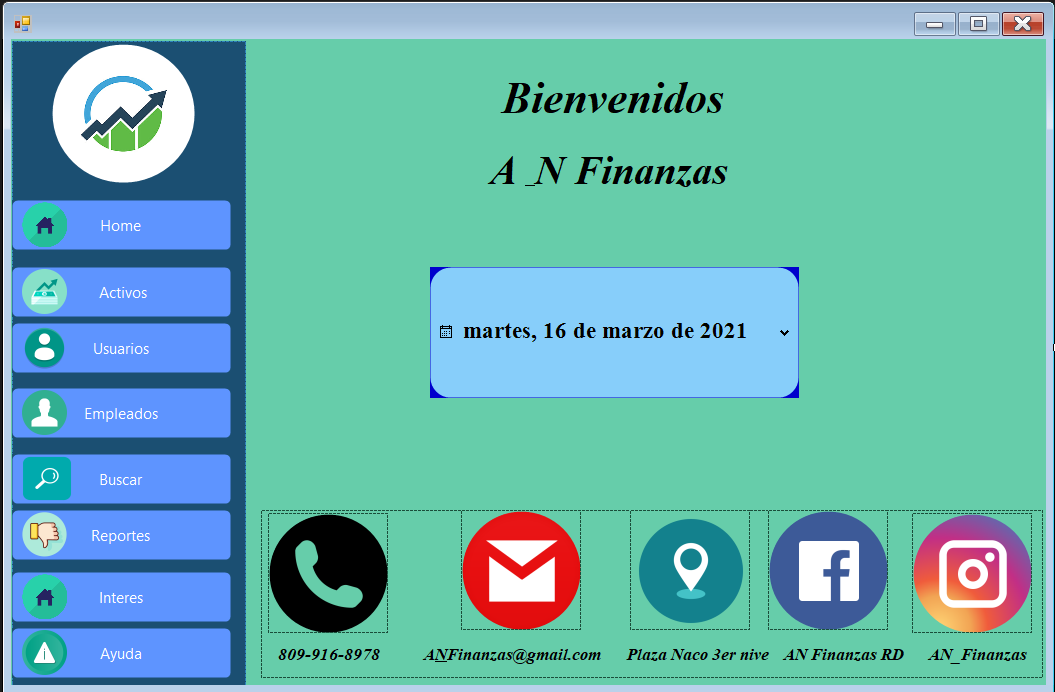 Bienvenidos
A _N Finanzas
Home
Activos
Usuarios
Empleados
Buscar
Reportes
Interes
Ayuda
martes, 16 de marzo de 2021
809-916-8978
ANFinanzas@gmail.com
Plaza Naco 3er nive
AN Finanzas RD
AN_Finanzas